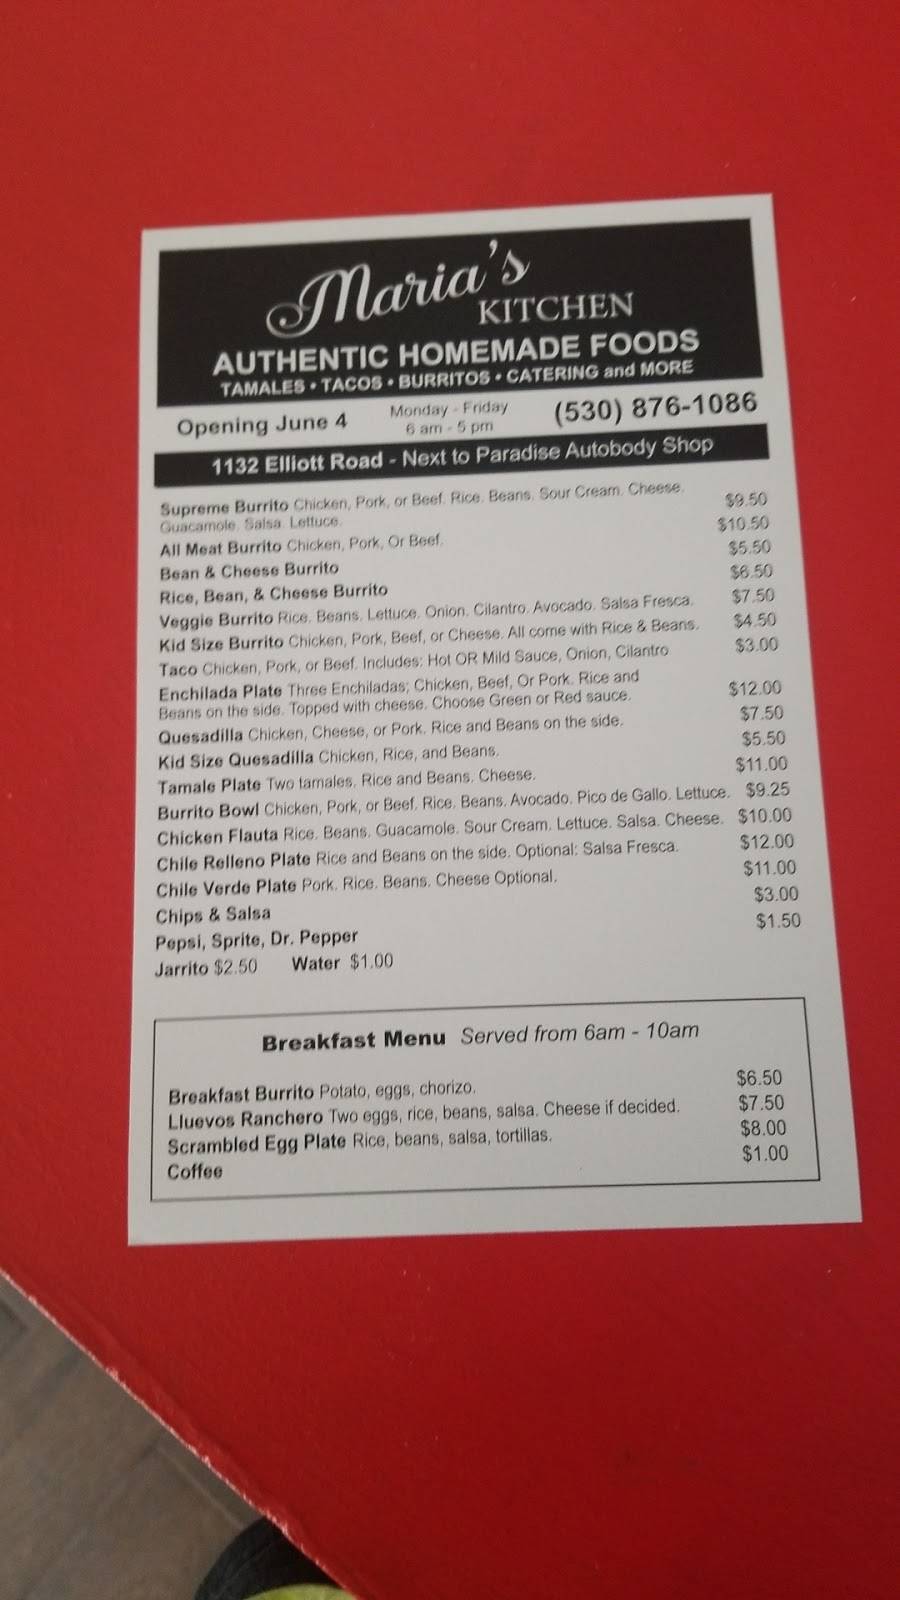 Maria's
KITCHEN
AUTHENTIC HOMEMADE FOODS
TAMALES • TACOS • BURRITOS • CATERING and MORE
Opening June 4 Monday - Friday (530) 876-1086
6 am - 5 pm
1132 Elliott Road - Next to Paradise Autobody Shop
Supreme Burrito Chicken, Pork, or Beef. Rice. Beans. Sour Cream. Cheese.
Guacamole. Salsa. Lettuce. $9.50
All Meat Burrito Chicken, Pork, Or Beef. $10.50
Bean & Cheese Burrito $5.50
Rice, Bean, & Cheese Burrito $6.50
Veggie Burrito Rice. Beans. Lettuce. Onion. Cilantro. Avocado. Salsa Fresca. $7.50
Kid Size Burrito Chicken, Pork, Beef, or Cheese. All come with Rice & Beans. $4.50
Taco Chicken, Pork, or Beef. Includes: Hot OR Mild Sauce, Onion, Cilantro $3.00
Enchilada Plate Three Enchiladas; Chicken, Beef, Or Pork. Rice and
Beans on the side. Topped with cheese. Choose Green or Red sauce. $12.00
Quesadilla Chicken, Cheese, or Pork. Rice and Beans on the side. $7.50
Kid Size Quesadilla Chicken, Rice, and Beans. $5.50
Tamale Plate Two tamales. Rice and Beans. Cheese. $11.00
Burrito Bowl Chicken, Pork, or Beef. Rice. Beans. Avocado. Pico de Gallo. Lettuce. $9.25
Chicken Flauta Rice. Beans. Guacamole. Sour Cream. Lettuce. Salsa. Cheese. $10.00
Chile Relleno Plate Rice and Beans on the side. Optional: Salsa Fresca. $12.00
Chile Verde Plate Pork. Rice. Beans. Cheese Optional. $11.00
Chips & Salsa $3.00
Pepsi, Sprite, Dr. Pepper $1.50
Jarrito $2.50 Water $1.00
Breakfast Menu Served from 6am - 10am
Breakfast Burrito Potato, eggs, chorizo. $6.50
Lluevos Ranchero Two eggs, rice, beans, salsa. Cheese if decided. $7.50
Scrambled Egg Plate Rice, beans, salsa, tortillas. $8.00
Coffee $1.00